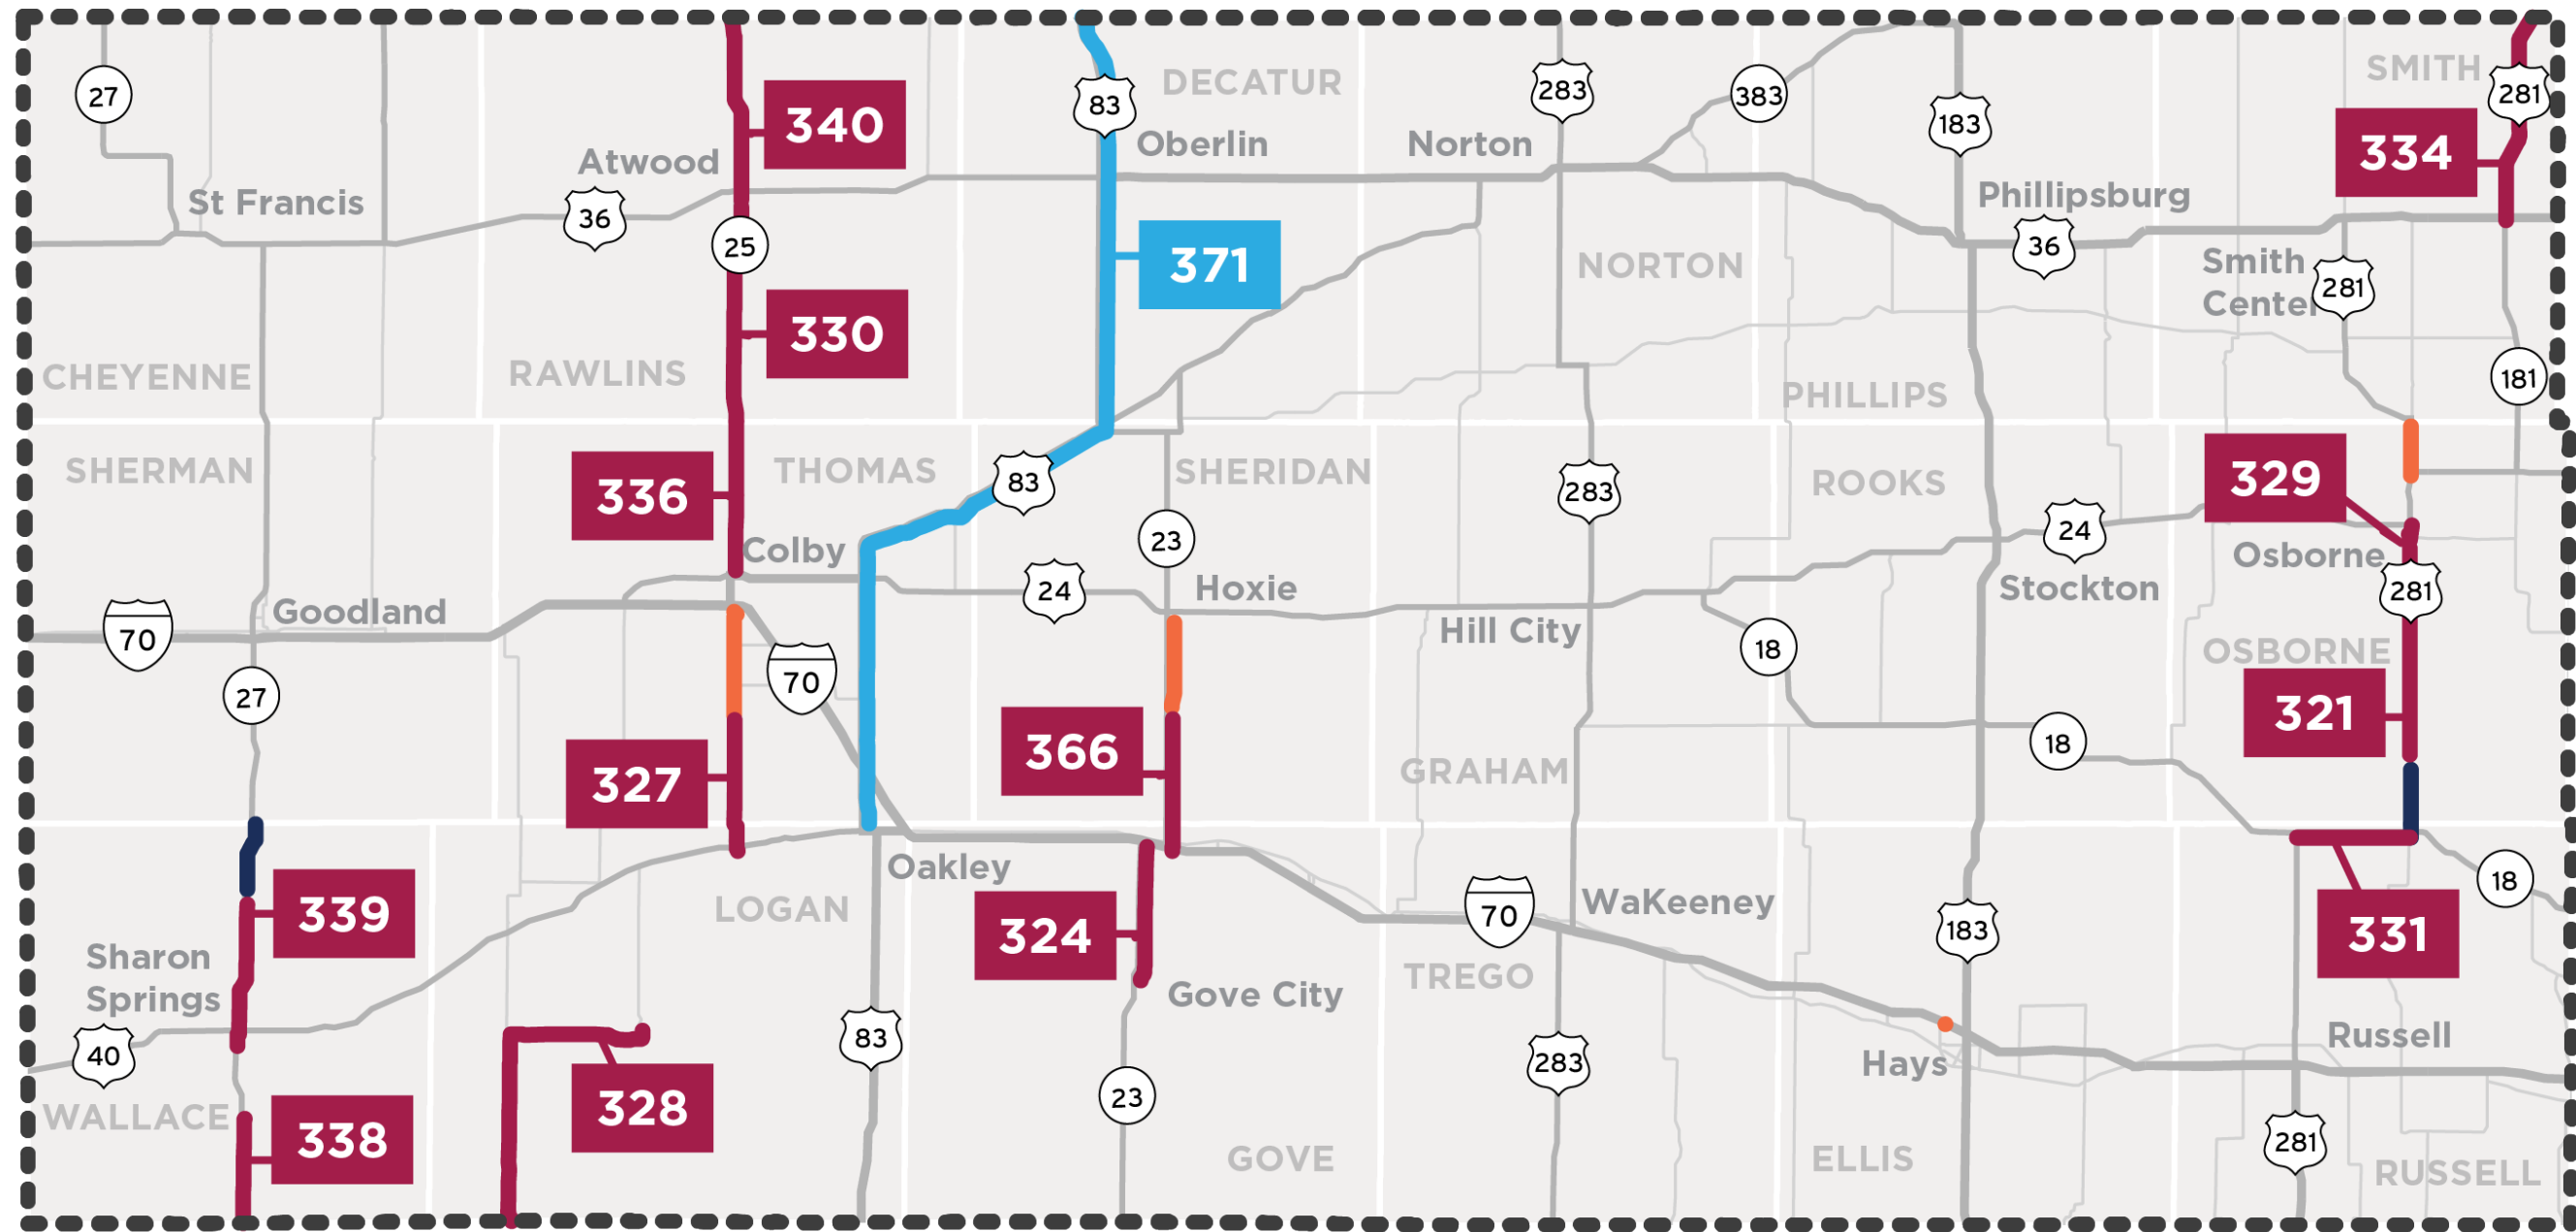 27
340
83
DECATUR
283
383
183
SMITH
281
334
Atwood
Oberlin
Norton
St Francis
36
25
371
NORTON
Phillipsburg
36
Smith
Center
281
330
CHEYENNE
RAWLINS
PHILLIPS
181
SHERMAN
336
THOMAS
83
SHERIDAN
283
ROOKS
329
Colby
23
24
Osborne
24
Hoxie
Stockton
281
70
Goodland
Hill City
18
OSBORNE
27
70
321
327
366
GRAHAM
18
Oakley
339
LOGAN
324
70
WaKeeney
183
331
18
Sharon
Springs
TREGO
Gove City
40
83
283
Hays
Russell
WALLACE
328
23
338
GOVE
ELLIS
281
RUSSELL